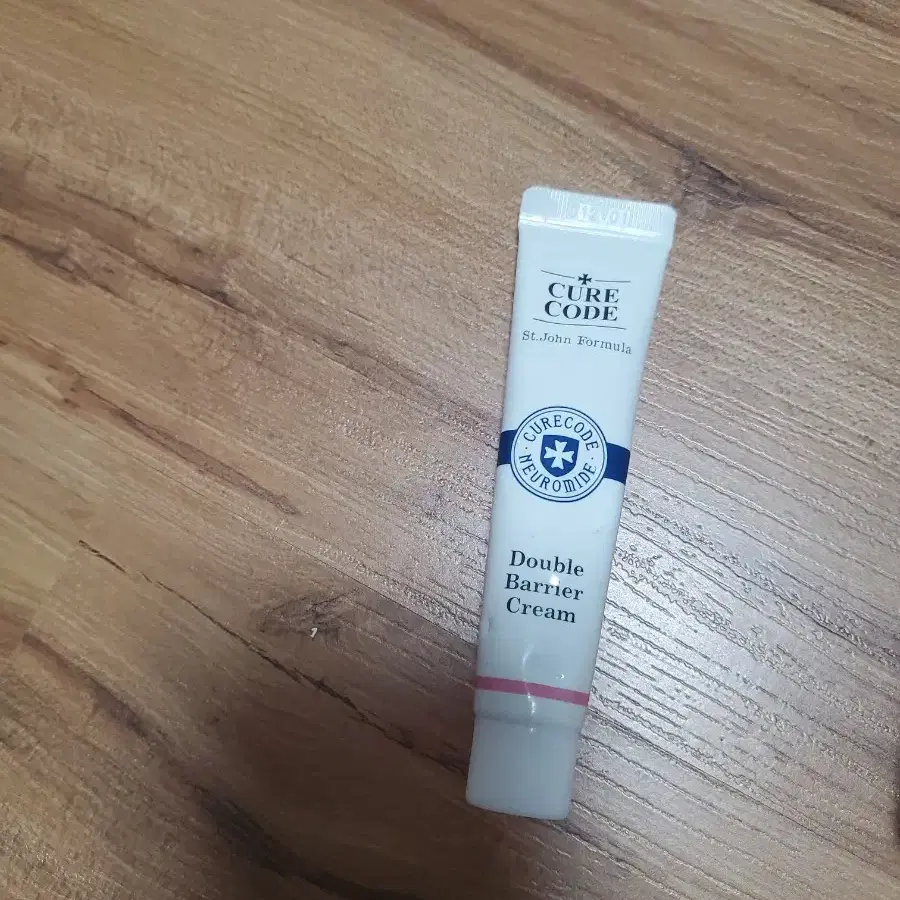 CURE
CODE
St.John Formula
CURECODE
NEUROMIDE
Double
Barrier
Cream